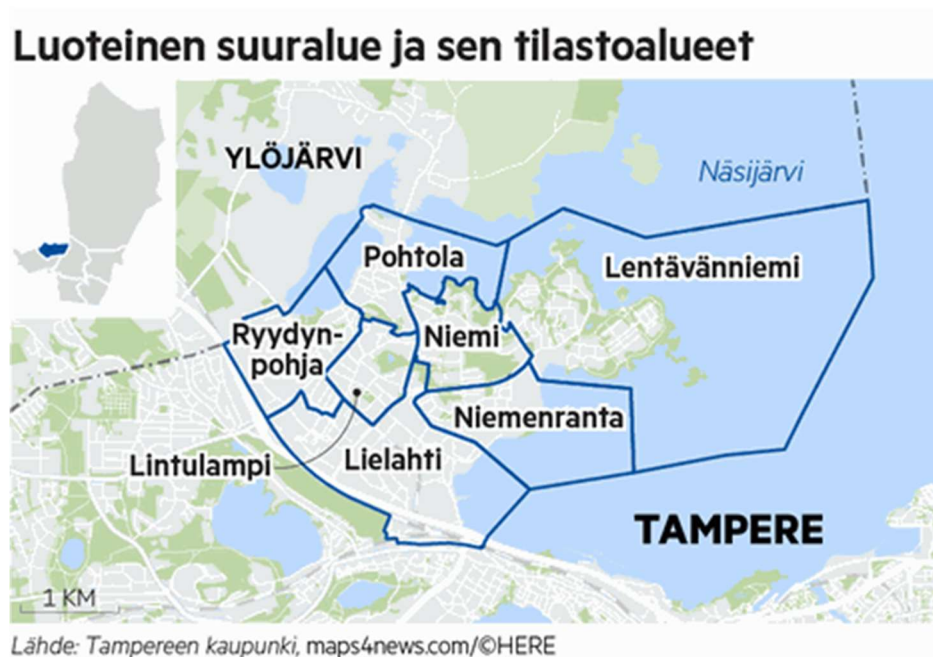 Luoteinen suuralue ja sen tilastoalueet
YLÖJÄRVI
Näsijärvi
Pohtola
Lentävänniemi
Ryydyn-
pohja
Niemi
Niemenranta
Lintulampi
Lielahti
TAMPERE
1 KM
Lähde: Tampereen kaupunki, maps4news.com/©HERE